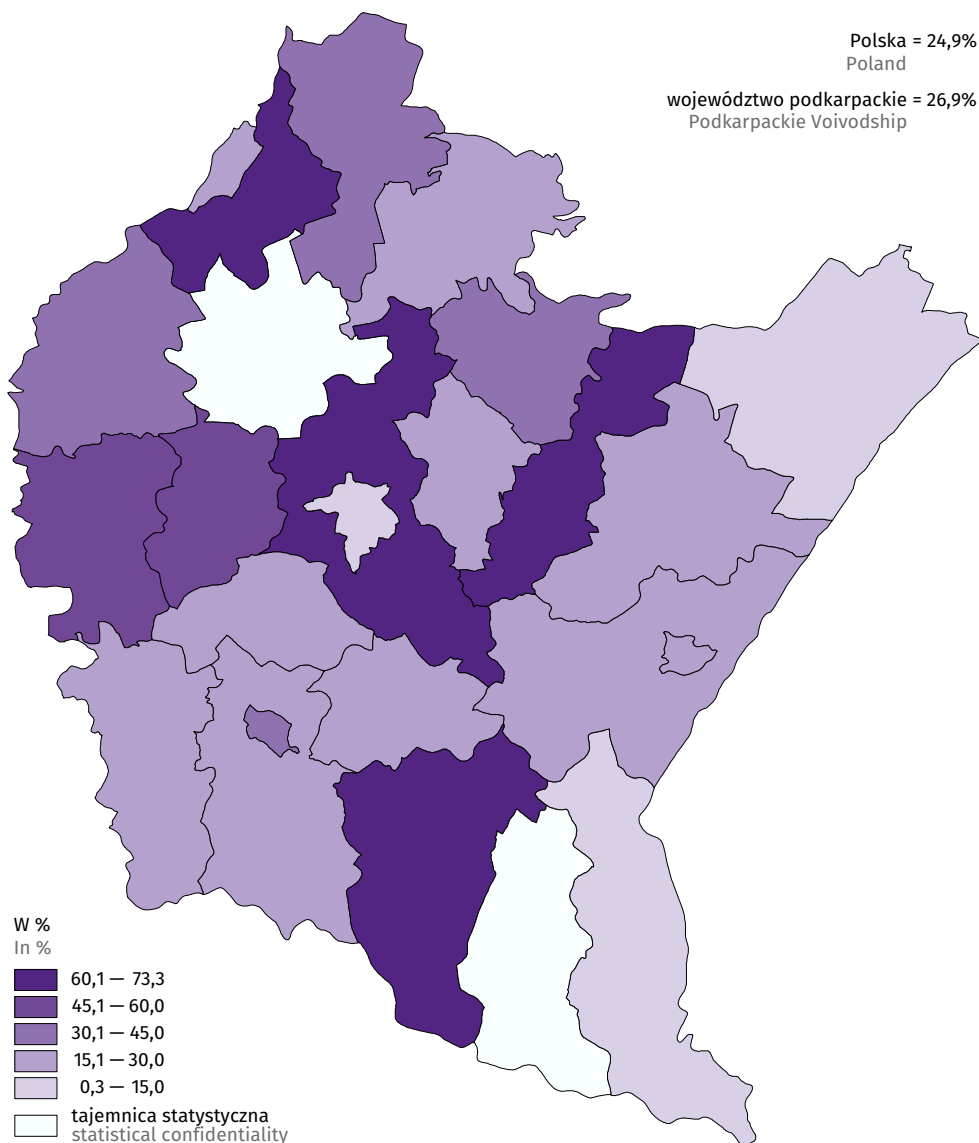 Polska = 24,9%
Poland
województwo podkarpackie = 26,9%
Podkarpackie Voivodship
W %
In %
60,1 — 73,3
45,1 — 60,0
30,1 — 45,0
15,1 — 30,0
0,3 — 15,0
tajemnica statystyczna
statistical confidentiality